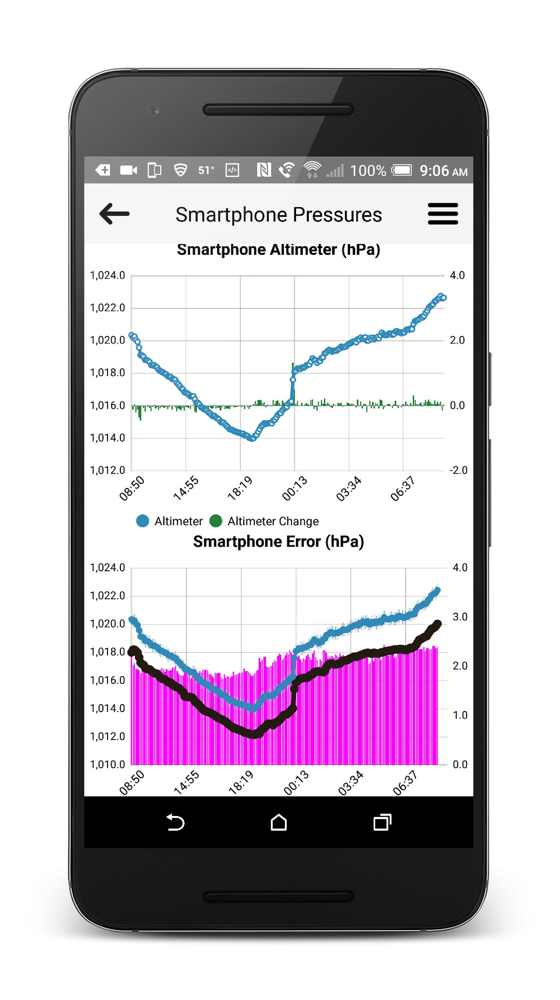 51° 100% 9:06 AM
Smartphone Pressures
Smartphone Altimeter (hPa)
1,024.0 4.0
1,022.0
1,020.0 2.0
1,018.0
1,016.0 0.0
1,014.0
1,012.0 -2.0
08:50 14:55 18:19 00:13 03:34 06:37
Altimeter Altimeter Change
Smartphone Error (hPa)
1,024.0 4.0
1,022.0
3.0
1,020.0
1,018.0
2.0
1,016.0
1,014.0
1.0
1,012.0
1,010.0 0.0
08:50 14:55 18:19 00:13 03:34 06:37